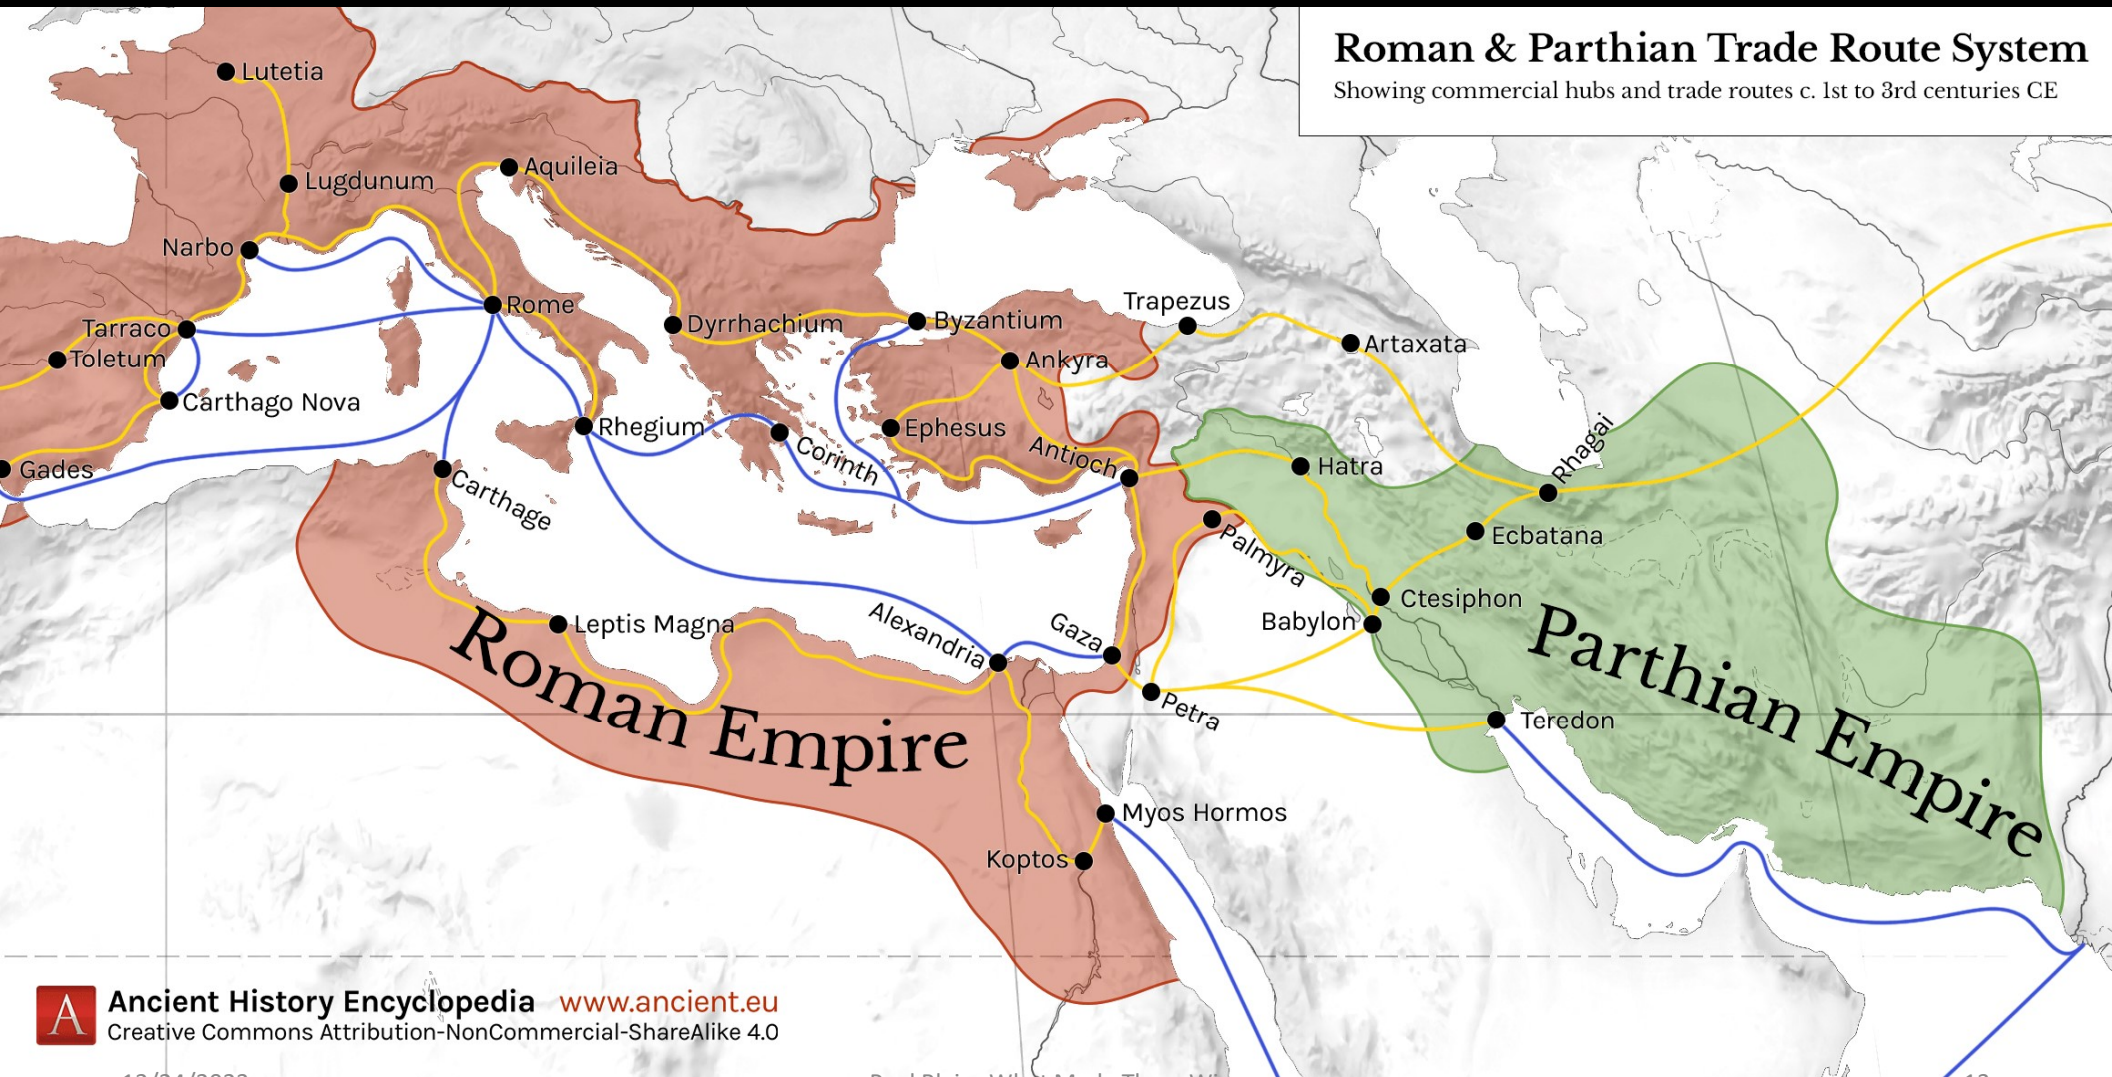 Roman & Parthian Trade Route System
Showing commercial hubs and trade routes c. 1st to 3rd centuries CE
Lutetia
Aquileia
Lugdunum
Narbo
Rome
Trapezus
Tarraco
Dyrrhachium
Byzantium
Artaxata
Toletum
Ankyra
Carthago Nova
Rhegium
Ephesus
Corinth
Antioch
Hatra
Rhagai
Gades
Carthage
Palmyra
Ecbatana
Ctesiphon
Leptis Magna
Alexandria
Gaza
Babylon
Roman Empire
Parthian Empire
Petra
Teredon
Myos Hormos
Koptos
A
Ancient History Encyclopedia www.ancient.eu
Creative Commons Attribution-NonCommercial-ShareAlike 4.0